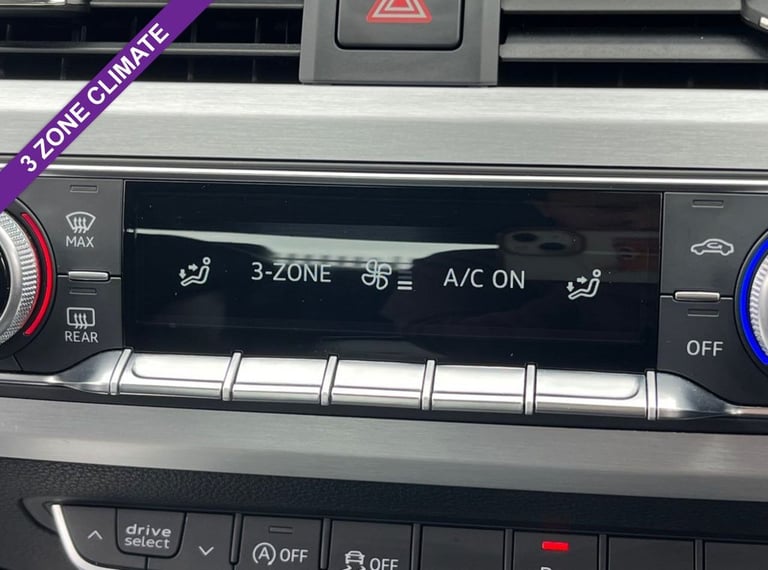 3 ZONE CLIMATE
MAX
3-ZONE
A/C ON
REAR
OFF
drive
select
A OFF
OFF